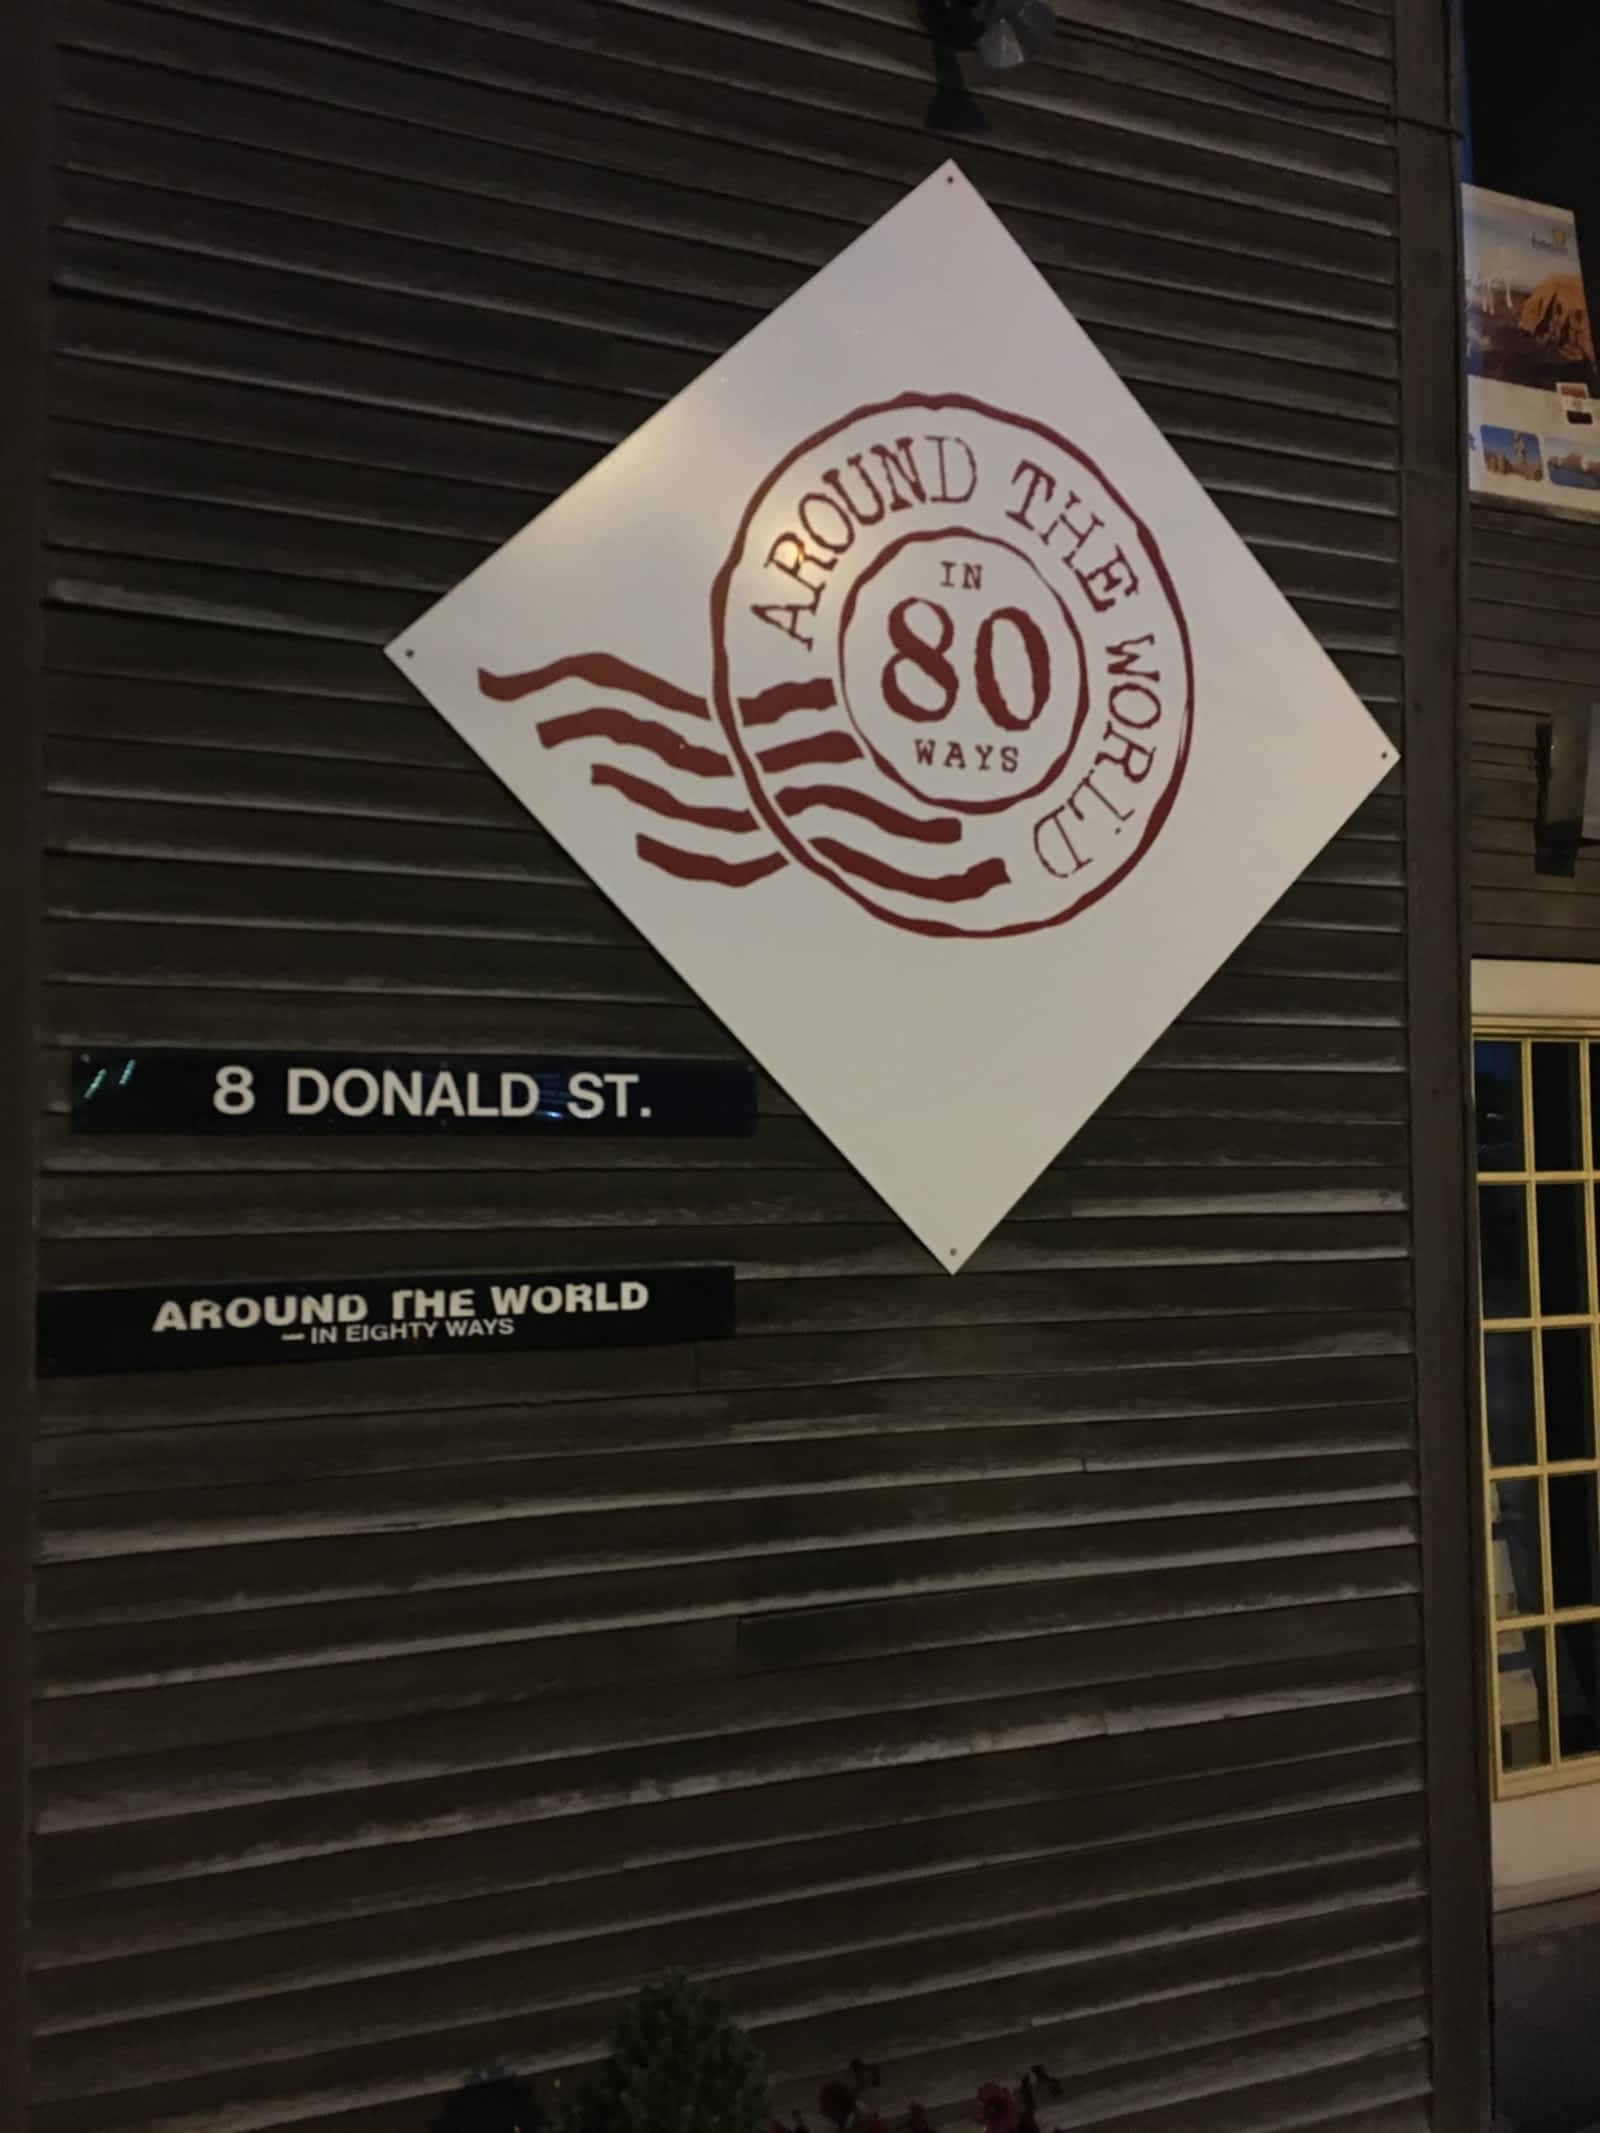 AROUND THE WORLD
IN
80
WAYS
8 DONALD ST.
AROUND THE WORLD
—IN EIGHTY WAYS